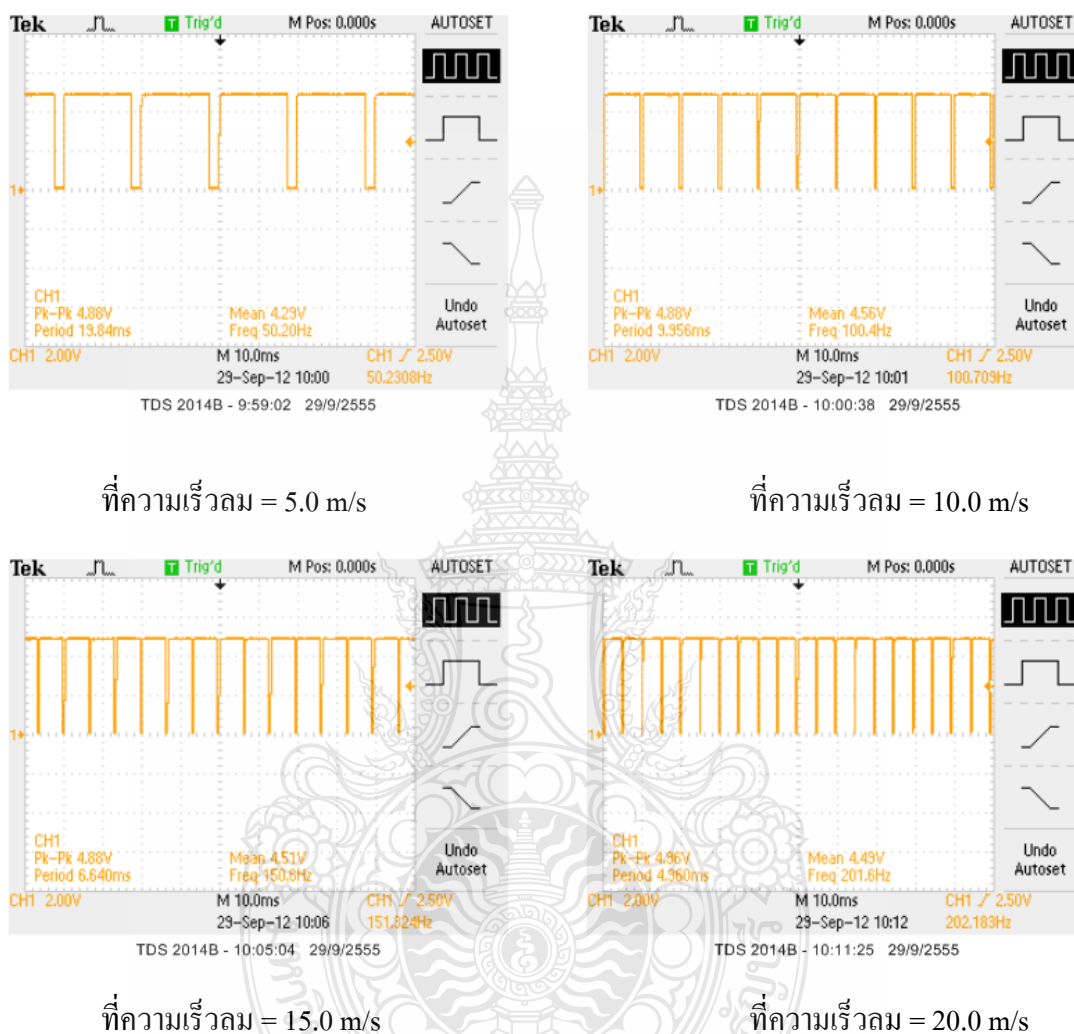 Tek Trig'd M Pos: 0.000s AUTOSET
1
CH1
Pk-Pk 4.88V Mean 4.29V
Period 19.84ms Freq 50.20Hz
Undo
Autoset
CH1 2.00V M 10.0ms CH1 2.50V
29-Sep-12 10:00 50.2308Hz
TDS 2014B - 9:59:02 29/9/2555
ที่ความเร็วลม = 5.0 m/s
Tek Trig'd M Pos: 0.000s AUTOSET
1
CH1
Pk-Pk 4.88V Mean 4.56V
Period 9.956ms Freq 100.4Hz
Undo
Autoset
CH1 2.00V M 10.0ms CH1 2.50V
29-Sep-12 10:01 100.709Hz
TDS 2014B - 10:00:38 29/9/2555
ที่ความเร็วลม = 10.0 m/s
Tek Trig'd M Pos: 0.000s AUTOSET
1
CH1
Pk-Pk 4.88V Mean 4.51V
Period 6.640ms Freq 150.6Hz
Undo
Autoset
CH1 2.00V M 10.0ms CH1 2.50V
29-Sep-12 10:06 151.824Hz
TDS 2014B - 10:05:04 29/9/2555
ที่ความเร็วลม = 15.0 m/s
Tek Trig'd M Pos: 0.000s AUTOSET
1
CH1
Pk-Pk 4.96V Mean 4.49V
Period 4.960ms Freq 201.6Hz
Undo
Autoset
CH1 2.00V M 10.0ms CH1 2.50V
29-Sep-12 10:12 202.183Hz
TDS 2014B - 10:11:25 29/9/2555
ที่ความเร็วลม = 20.0 m/s